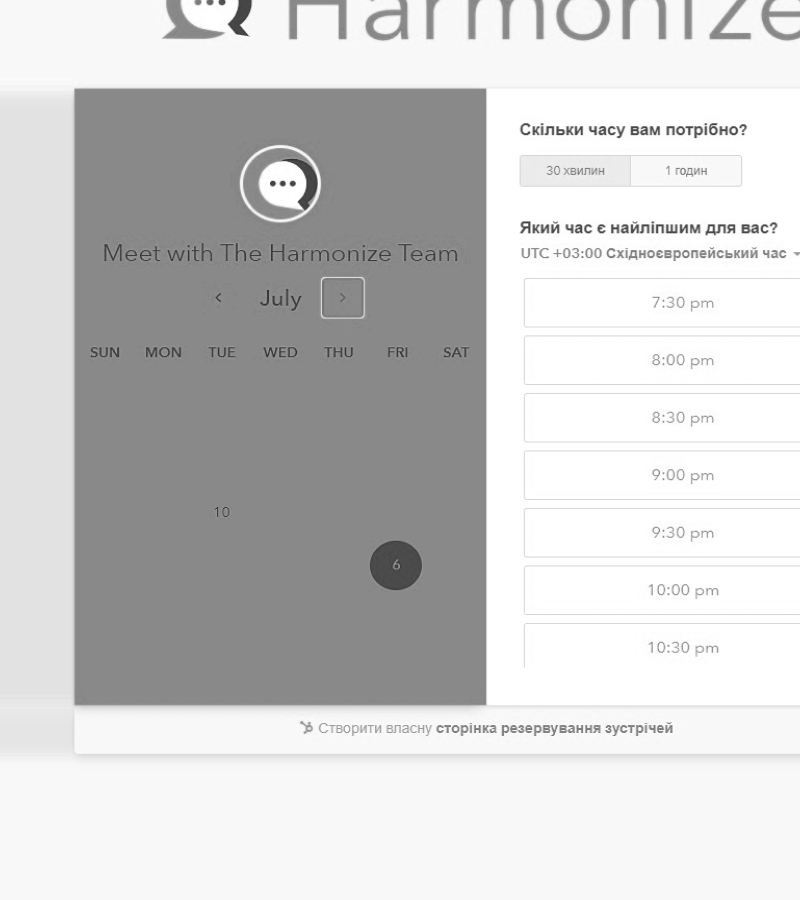 Harmonize
Meet with The Harmonize Team
July
SUN MON TUE WED THU FRI SAT
10
6
Скільки часу вам потрібно?
30 хвилин 1 годин
Який час є найліпшим для вас?
UTC +03:00 Східноєвропейський час
7:30 pm
8:00 pm
8:30 pm
9:00 pm
9:30 pm
10:00 pm
10:30 pm
Створити власну сторінка резервування зустрічей